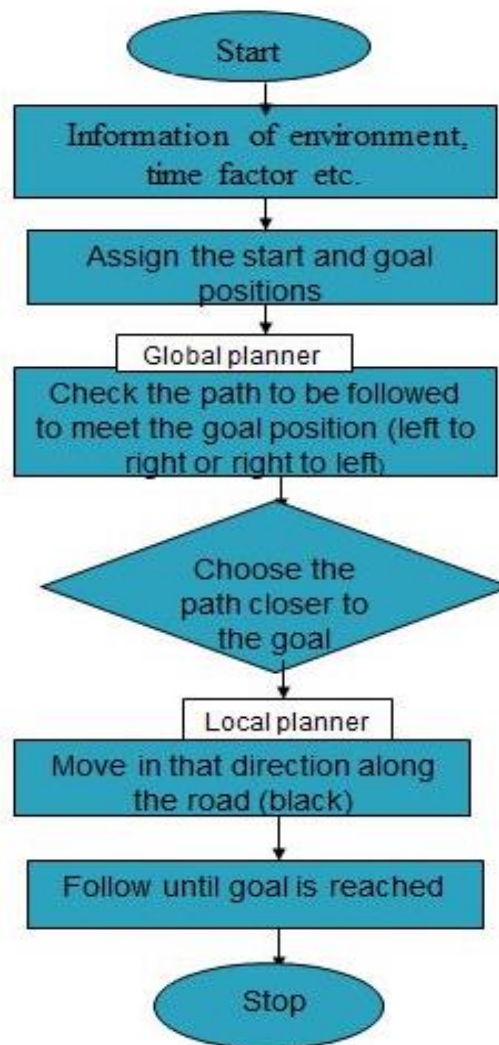 Start
Information of environment,
time factor etc.
Assign the start and goal
positions
Global planner
Check the path to be followed
to meet the goal position (left to
right or right to left)
Choose the
path closer to
the goal
Local planner
Move in that direction along
the road (black)
Follow until goal is reached
Stop